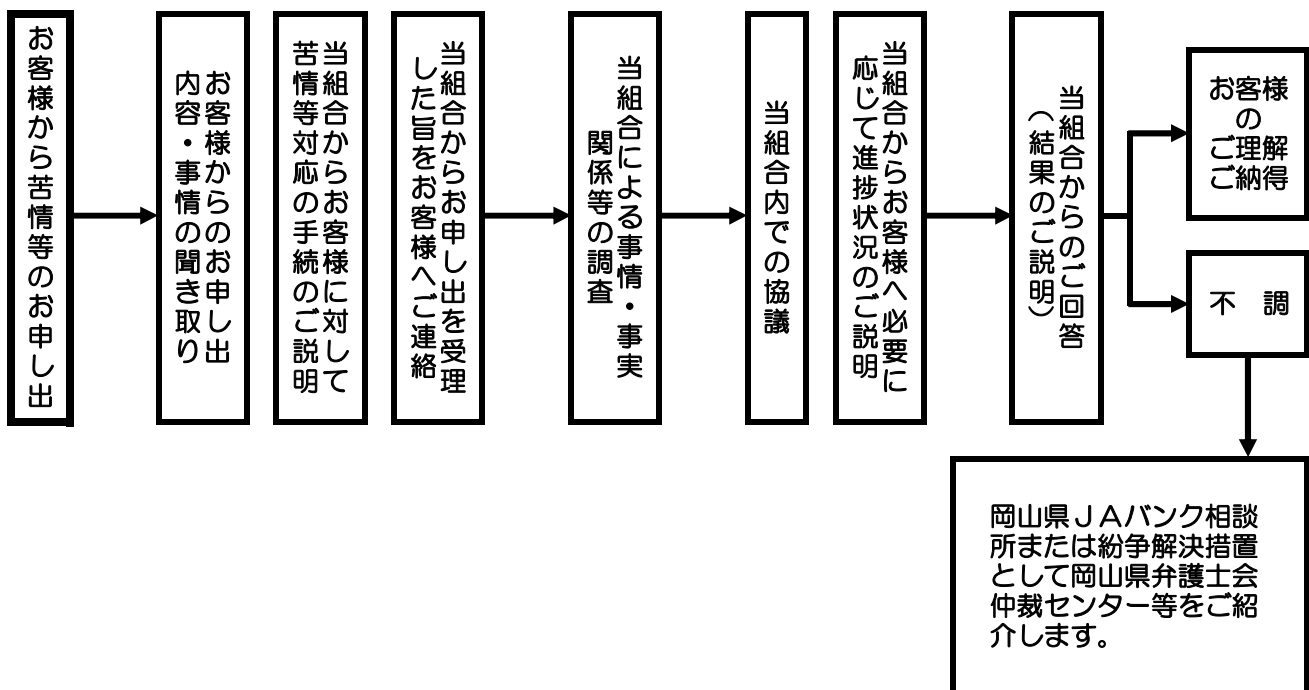 お客様から苦情等のお申し出
お客様からのお申し出
内容・事情の聞き取り
当組合からお客様に対して
苦情等対応の手続のご説明
当組合からお申し出を受理
した旨をお客様へご連絡
当組合による事情・事実
関係等の調査
当組合内での協議
当組合からお客様へ必要に
応じて進捗状況のご説明
当組合からのご回答
（結果のご説明）
お客様
の
ご理解
ご納得
不　調
岡山県ＪＡバンク相談
所または紛争解決措置
として岡山県弁護士会
仲裁センター等をご紹
介します。